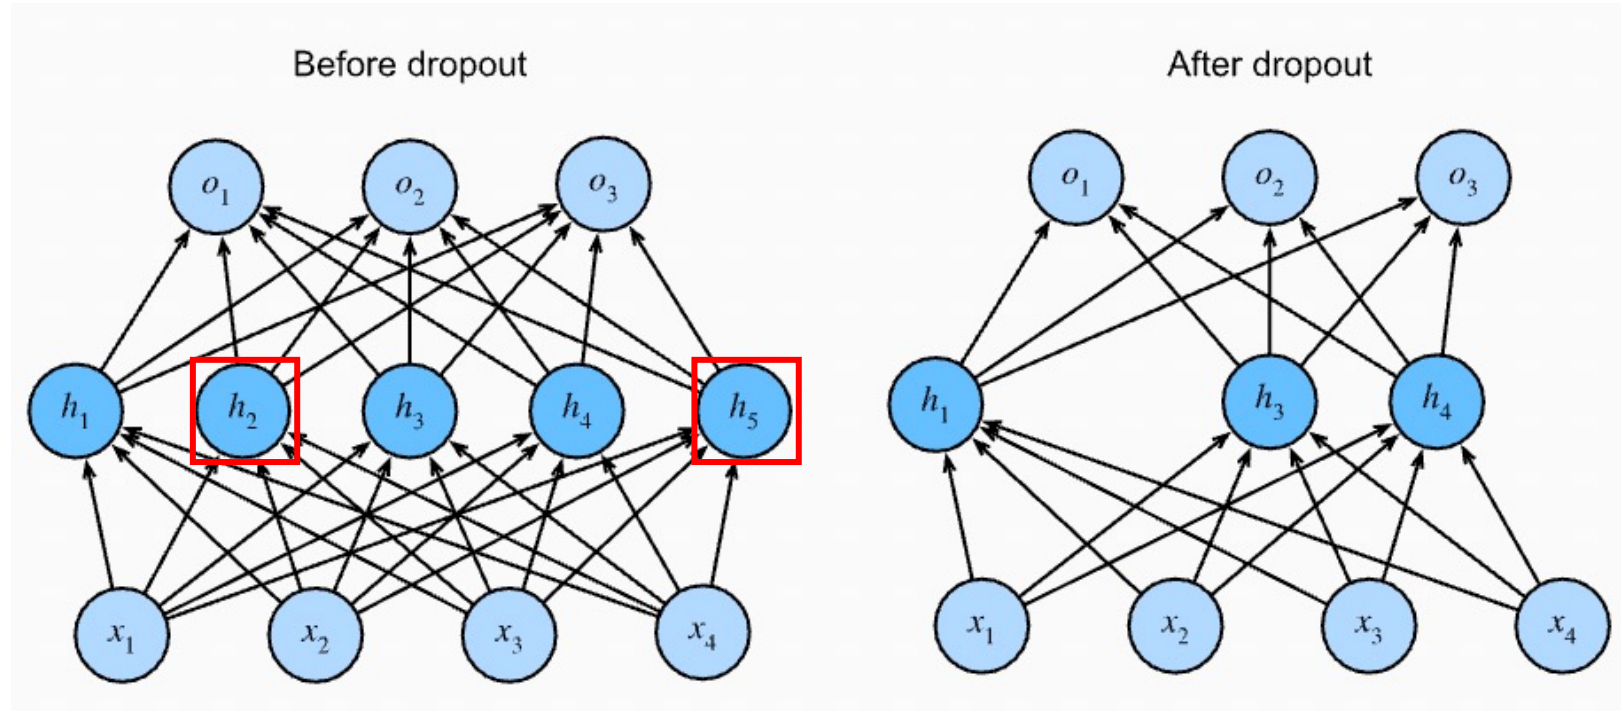 Before dropout
After dropout
o1 o2 o3
o1 o2 o3
h1 h2 h3 h4 h5
h1 h3 h4
x1 x2 x3 x4
x1 x2 x3 x4